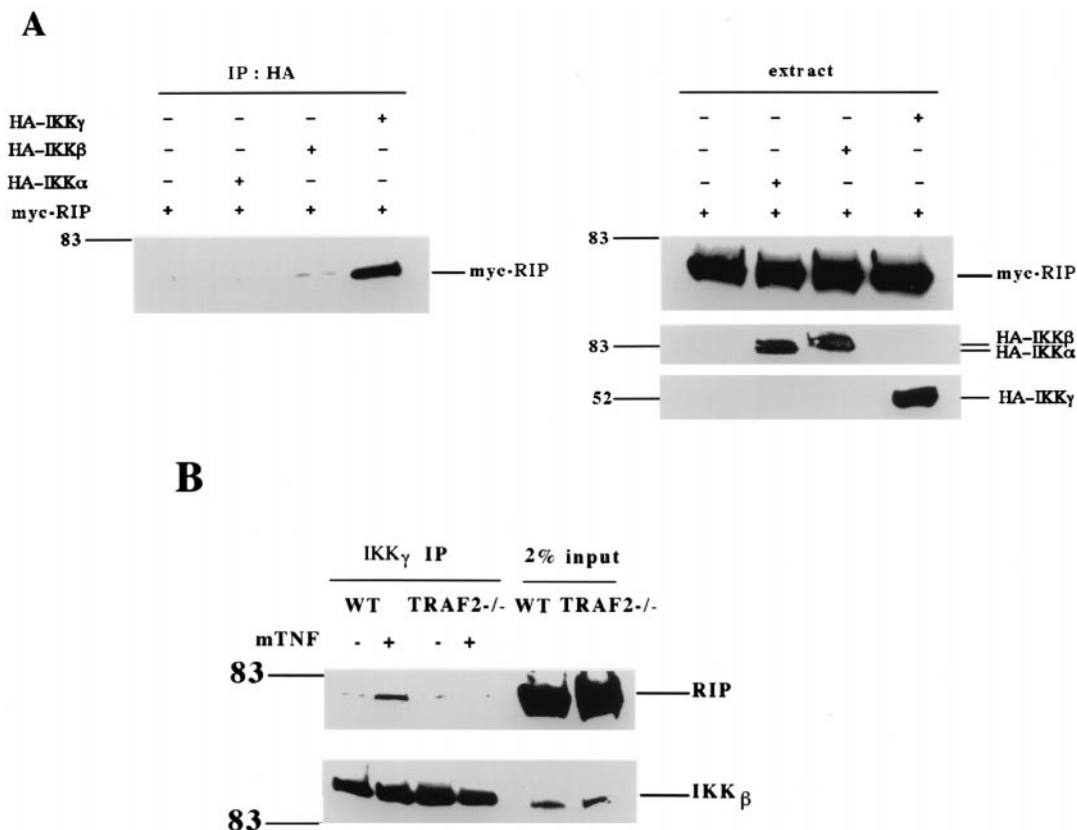 A
IP : HA
extract
HA-IKKγ - - - + - - - +
HA-IKKβ - - + - - - + -
HA-IKKα - + - - - + - -
myc-RIP + + + + + + + +
83 myc-RIP 83 myc-RIP
83 HA-IKKβ
HA-IKKα
52 HA-IKKγ
B
IKKγ IP 2% input
WT TRAF2-/- WT TRAF2-/-
mTNF - + - +
83 RIP
IKKβ
83